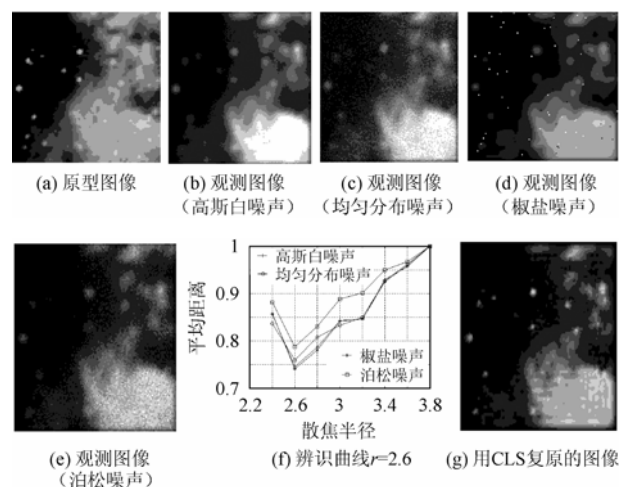 (a) 原型图像
(b) 观测图像
（高斯白噪声）
(c) 观测图像
（均匀分布噪声）
(d) 观测图像
（椒盐噪声）
平均距离
1
0.9
0.8
0.7
高斯白噪声
均匀分布噪声
椒盐噪声
泊松噪声
2.2 2.6 3 3.4 3.8
散焦半径
(e) 观测图像
（泊松噪声）
(f) 辨识曲线r=2.6
(g) 用CLS复原的图像